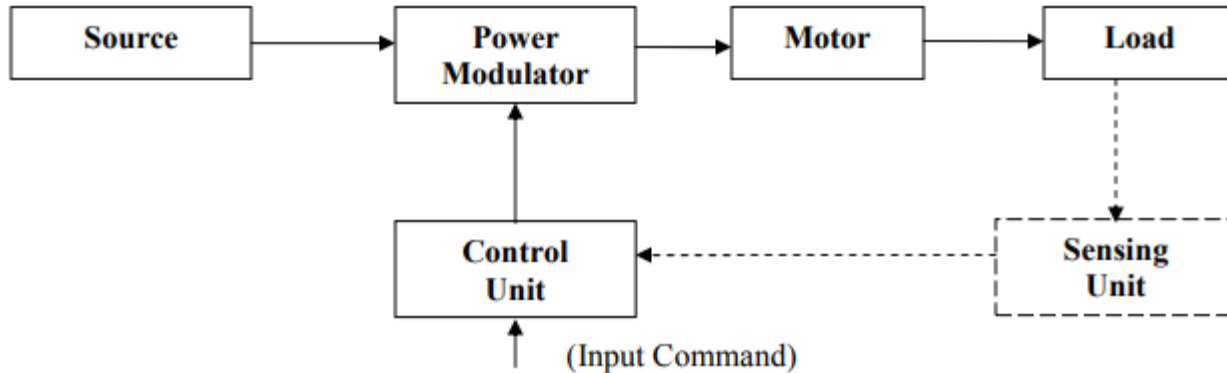 Source
Power
Modulator
Motor
Load
Control
Unit
Sensing
Unit
(Input Command)